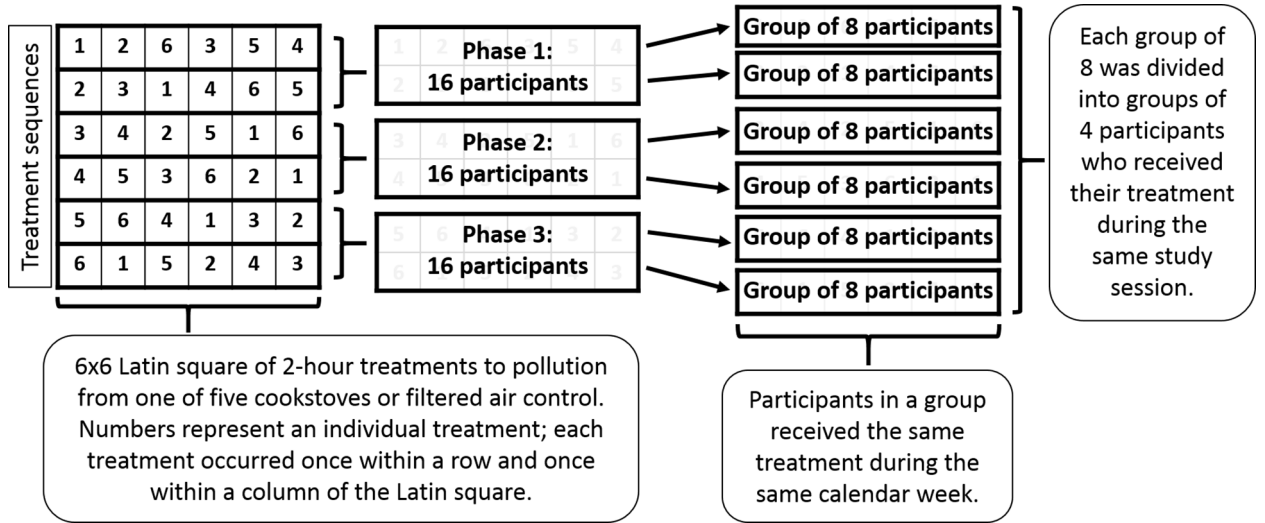 Treatment sequences
1 2 6 3 5 4
2 3 1 4 6 5
3 4 2 5 1 6
4 5 3 6 2 1
5 6 4 1 3 2
6 1 5 2 4 3
Phase 1:
16 participants
Phase 2:
16 participants
Phase 3:
16 participants
Group of 8 participants
Group of 8 participants
Group of 8 participants
Group of 8 participants
Group of 8 participants
Group of 8 participants
Each group of
8 was divided
into groups of
4 participants
who received
their treatment
during the
same study
session.
6x6 Latin square of 2-hour treatments to pollution
from one of five cookstoves or filtered air control.
Numbers represent an individual treatment; each
treatment occurred once within a row and once
within a column of the Latin square.
Participants in a group
received the same
treatment during the
same calendar week.